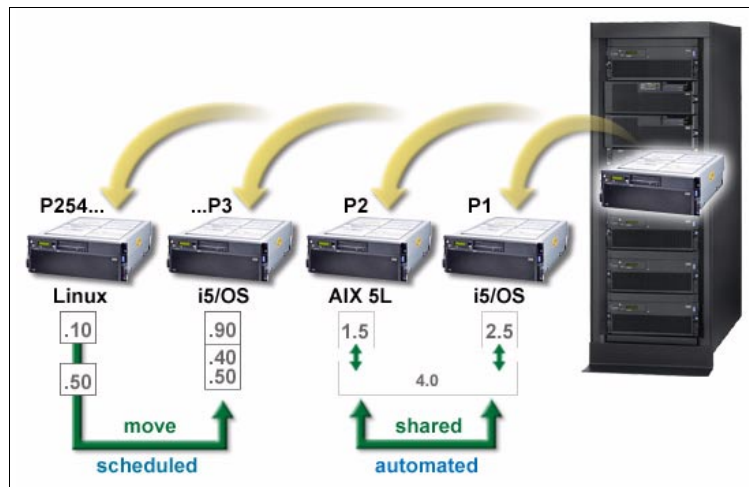 P254... ...P3 P2 P1
Linux i5/OS AIX 5L i5/OS
.10 .90 1.5 2.5
.40
.50 .50 4.0
move shared
scheduled automated